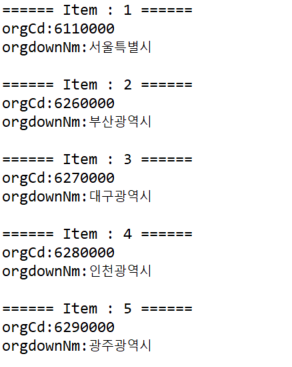 ====== Item : 1 ======
orgCd:6110000
orgdownNm:서울특별시
====== Item : 2 ======
orgCd:6260000
orgdownNm:부산광역시
====== Item : 3 ======
orgCd:6270000
orgdownNm:대구광역시
====== Item : 4 ======
orgCd:6280000
orgdownNm:인천광역시
====== Item : 5 ======
orgCd:6290000
orgdownNm:광주광역시